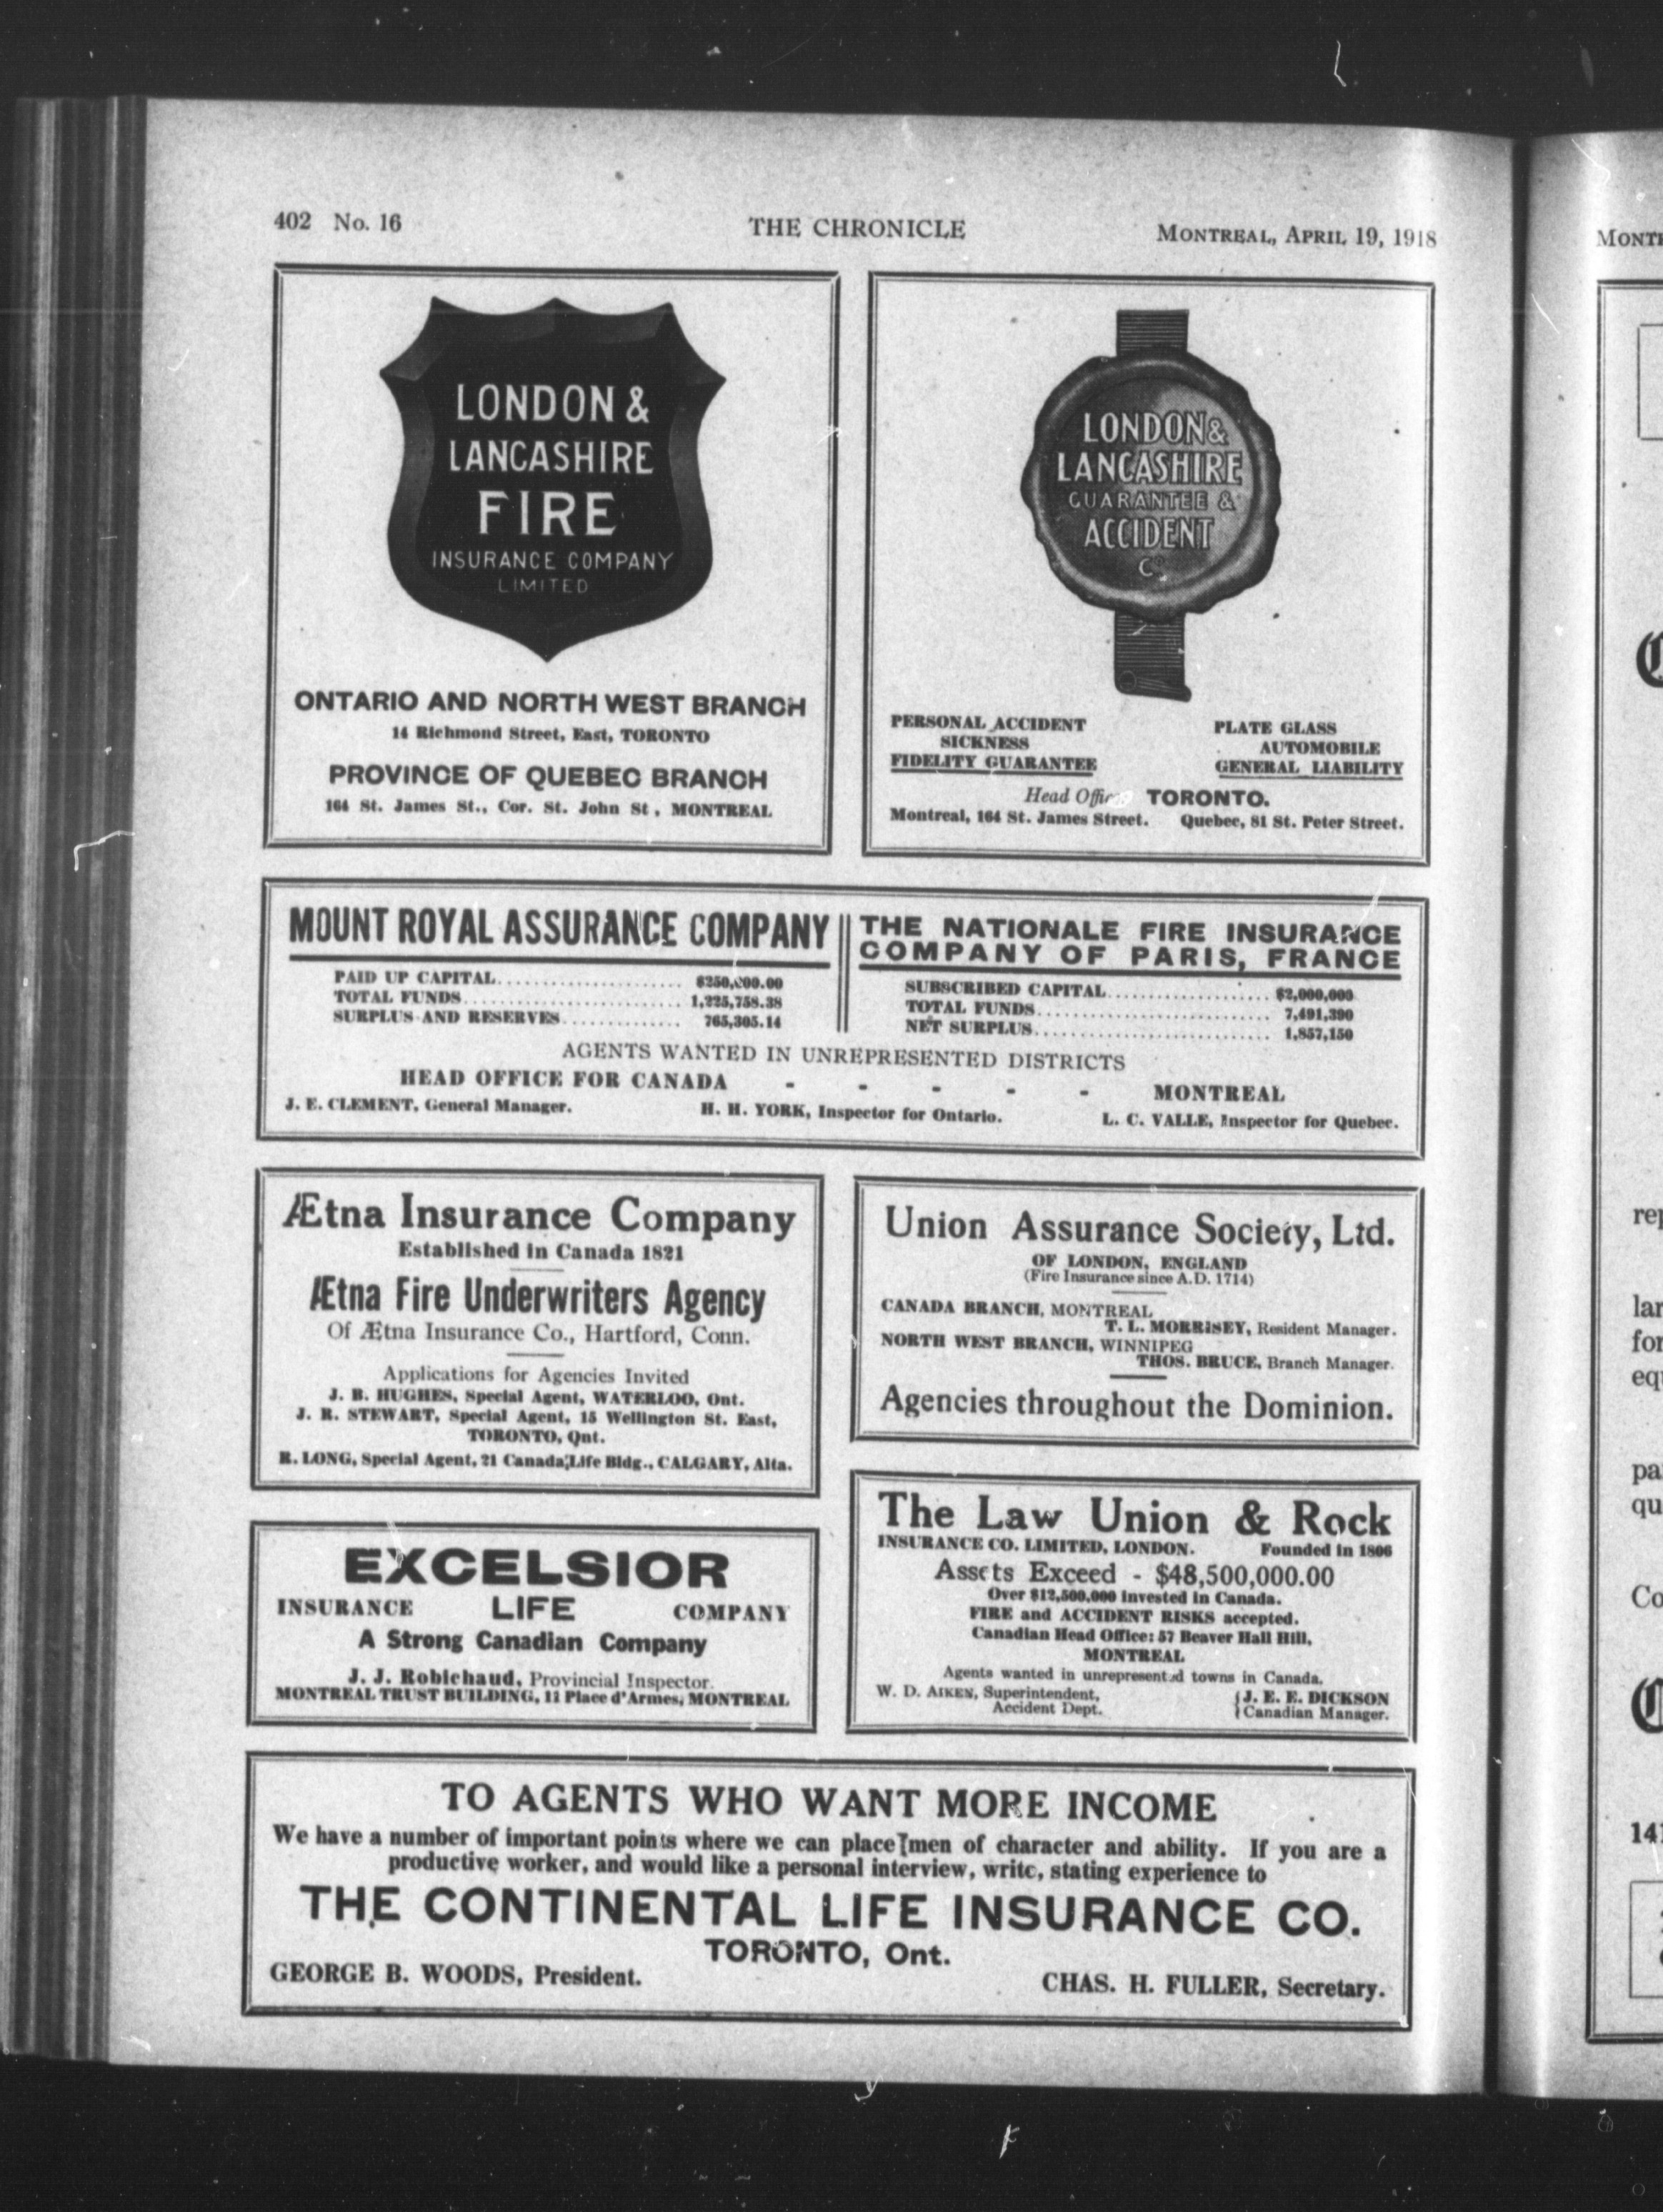 402 No. 16
THE CHRONICLE
MONTREAL, APRIL 19, 1918
LONDON &
LANCASHIRE
FIRE
INSURANCE COMPANY
LIMITED
ONTARIO AND NORTH WEST BRANCH
14 Richmond Street, East, TORONTO
PROVINCE OF QUEBEC BRANCH
164 St. James St., Cor. St. John St, MONTREAL
LONDON &
LANCASHIRE
GUARANTEE &
ACCIDENT
Co.
PERSONAL ACCIDENT
SICKNESS
FIDELITY GUARANTEE
PLATE GLASS
AUTOMOBILE
GENERAL LIABILITY
Head Offic TORONTO.
Montreal, 164 St. James Street. Quebec, 81 St. Peter Street.
MOUNT ROYAL ASSURANCE COMPANY
PAID UP CAPITAL $250,000.00
TOTAL FUNDS 1,225,758.38
SURPLUS AND RESERVES 765,305.14
THE NATIONALE FIRE INSURANCE
COMPANY OF PARIS, FRANCE
SUBSCRIBED CAPITAL $2,000,000
TOTAL FUNDS 7,491,390
NET SURPLUS 1,857,150
AGENTS WANTED IN UNREPRESENTED DISTRICTS
HEAD OFFICE FOR CANADA - - - - - MONTREAL
J. E. CLEMENT, General Manager. H. H. YORK, Inspector for Ontario. L. C. VALLE, Inspector for Quebec.
Ætna Insurance Company
Established in Canada 1821
Ætna Fire Underwriters Agency
Of Ætna Insurance Co., Hartford, Conn.
Applications for Agencies Invited
J. B. HUGHES, Special Agent, WATERLOO, Ont.
J. R. STEWART, Special Agent, 15 Wellington St. East,
TORONTO, Ont.
R. LONG, Special Agent, 21 Canada Life Bldg., CALGARY, Alta.
Union Assurance Society, Ltd.
OF LONDON, ENGLAND
(Fire Insurance since A.D. 1714)
CANADA BRANCH, MONTREAL
T. L. MORRISEY, Resident Manager.
NORTH WEST BRANCH, WINNIPEG
THOS. BRUCE, Branch Manager.
Agencies throughout the Dominion.
EXCELSIOR
INSURANCE LIFE COMPANY
A Strong Canadian Company
J. J. Robichaud, Provincial Inspector.
MONTREAL TRUST BUILDING, 11 Place d'Armes, MONTREAL
The Law Union & Rock
INSURANCE CO. LIMITED, LONDON. Founded in 1806
Assets Exceed - $48,500,000.00
Over $12,500,000 invested in Canada.
FIRE and ACCIDENT RISKS accepted.
Canadian Head Office: 57 Beaver Hall Hill,
MONTREAL
Agents wanted in unrepresented towns in Canada.
W. D. AIKEN, Superintendent, J. E. E. DICKSON
Accident Dept. Canadian Manager.
TO AGENTS WHO WANT MORE INCOME
We have a number of important points where we can place men of character and ability. If you are a
productive worker, and would like a personal interview, write, stating experience to
THE CONTINENTAL LIFE INSURANCE CO.
TORONTO, Ont.
GEORGE B. WOODS, President.
CHAS. H. FULLER, Secretary.